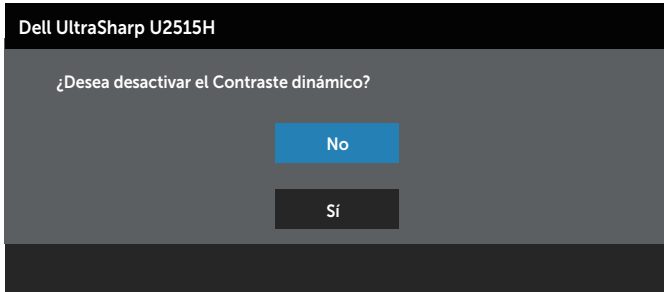 Dell UltraSharp U2515H
¿Desea desactivar el Contraste dinámico?
No
Sí